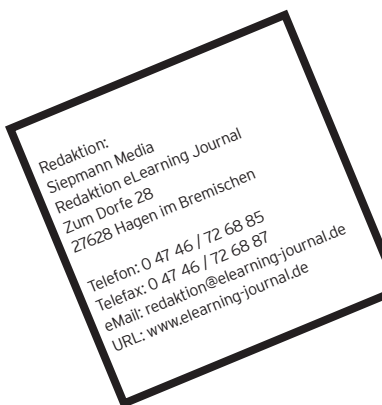 Redaktion:
Siepmann Media
Redaktion eLearning Journal
Zum Dorfe 28
27628 Hagen im Bremischen
Telefon: 0 47 46 / 72 68 85
Telefax: 0 47 46 / 72 68 87
eMail: redaktion@elearning-journal.de
URL: www.elearning-journal.de